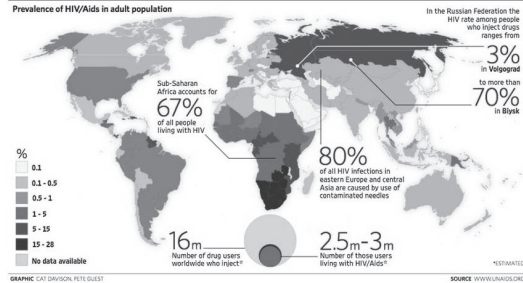 Prevalence of HIV/Aids in adult population
In the Russian Federation the
HIV rate among people
who inject drugs
ranges from
3%
in Volgograd
to more than
70%
in Biysk
Sub-Saharan
Africa accounts for
67%
of all people
living with HIV
80%
of all HIV infections in
eastern Europe and central
Asia are caused by use of
contaminated needles
%
0.1
0.1 - 0.5
0.5 - 1
1 - 5
5 - 15
15 - 28
No data available
16m
Number of drug users
worldwide who inject*
2.5m-3m
Number of those users
living with HIV/Aids*
*ESTIMATED
GRAPHIC CAT DAVISON, PETE GUEST
SOURCE WWW.UNAIDS.ORG